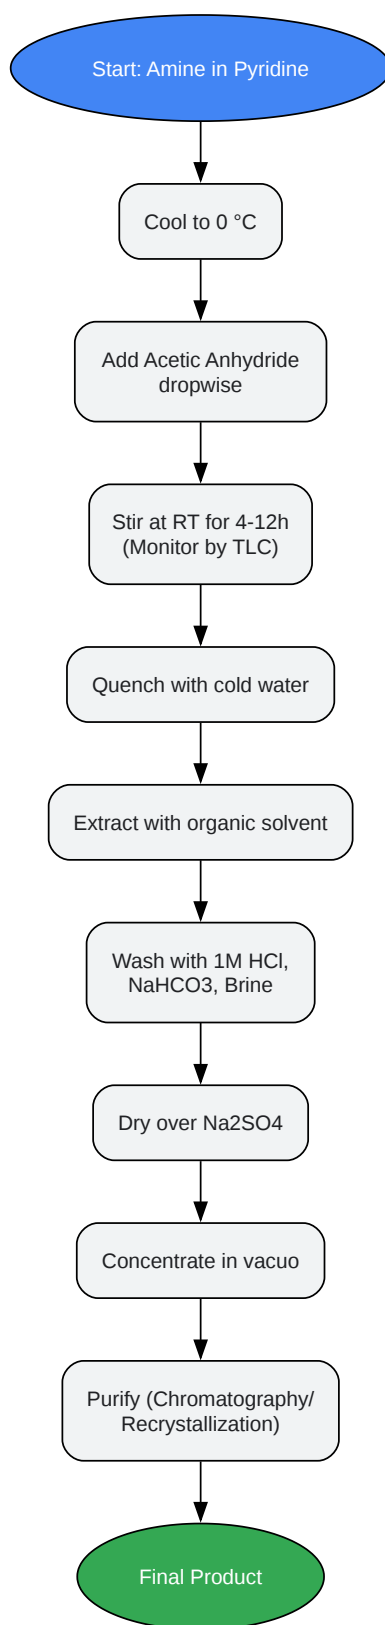 Start: Amine in Pyridine
Cool to 0 °C
Add Acetic Anhydride
dropwise
Stir at RT for 4-12h
(Monitor by TLC)
Quench with cold water
Extract with organic solvent
Wash with 1M HCl,
NaHCO3, Brine
Dry over Na2SO4
Concentrate in vacuo
Purify (Chromatography/
Recrystallization)
Final Product